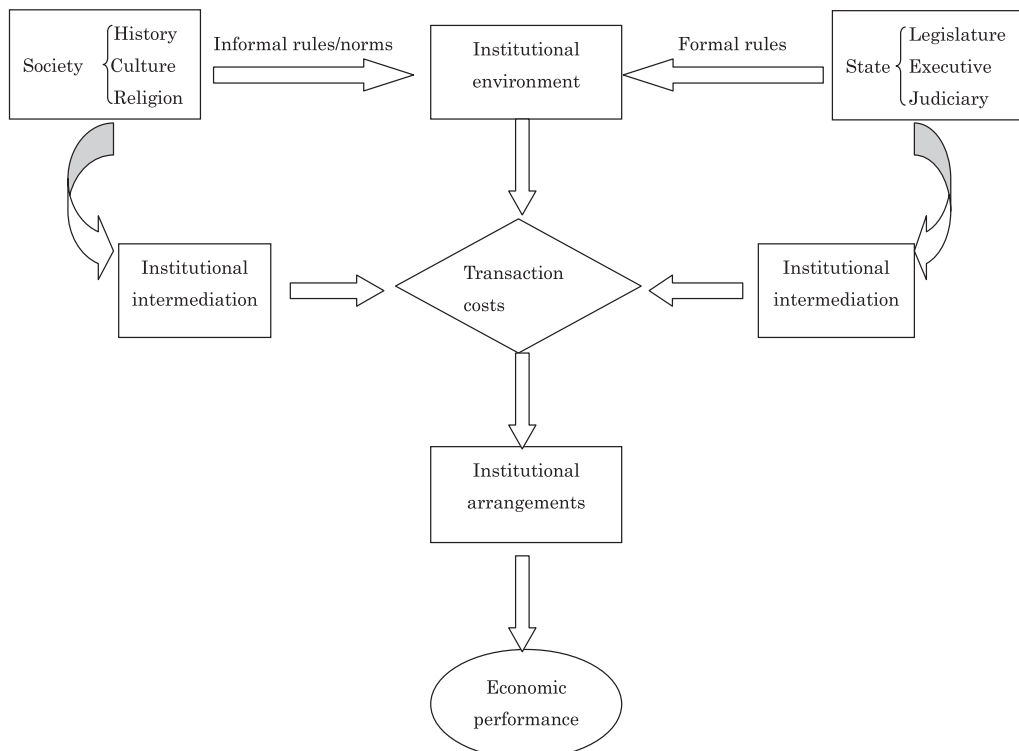 Society
History
Culture
Religion
Informal rules/norms
Institutional
environment
Formal rules
State
Legislature
Executive
Judiciary
Institutional
intermediation
Transaction
costs
Institutional
intermediation
Institutional
arrangements
Economic
performance